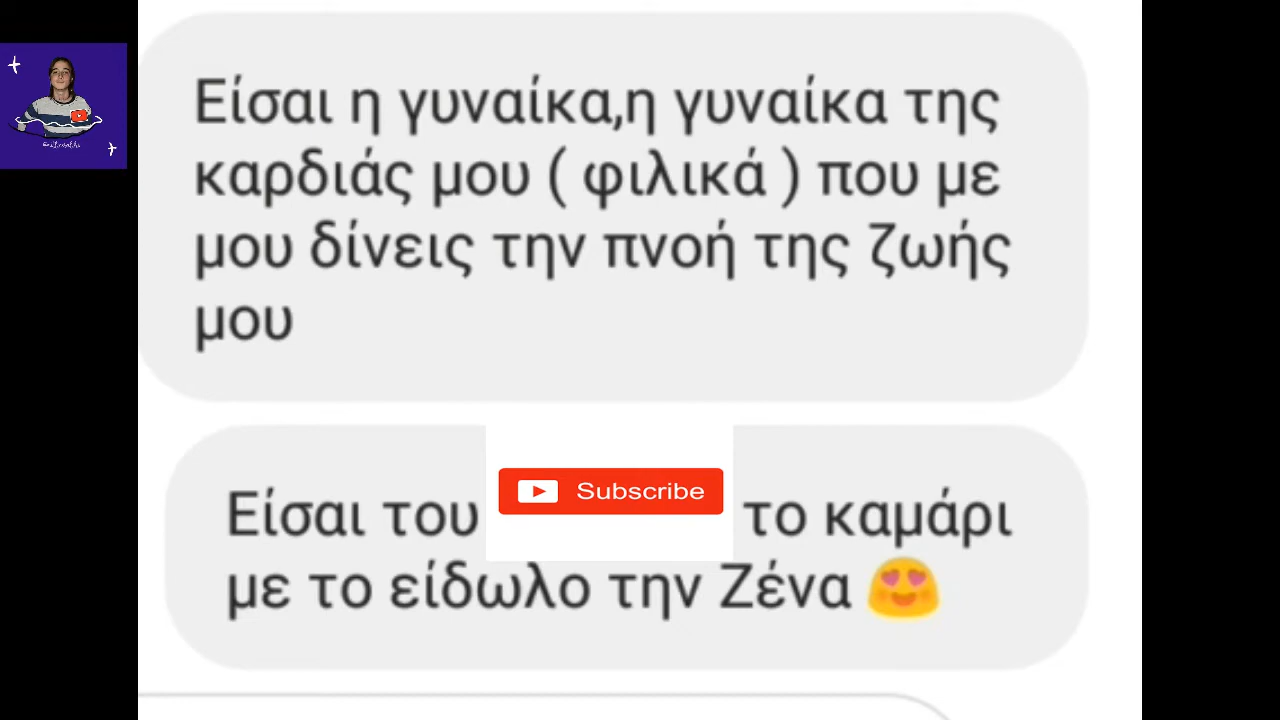 Είσαι η γυναίκα,η γυναίκα της
καρδιάς μου ( φιλικά ) που με
μου δίνεις την πνοή της ζωής
μου
Είσαι του
Subscribe
το καμάρι
με το είδωλο την Ζένα